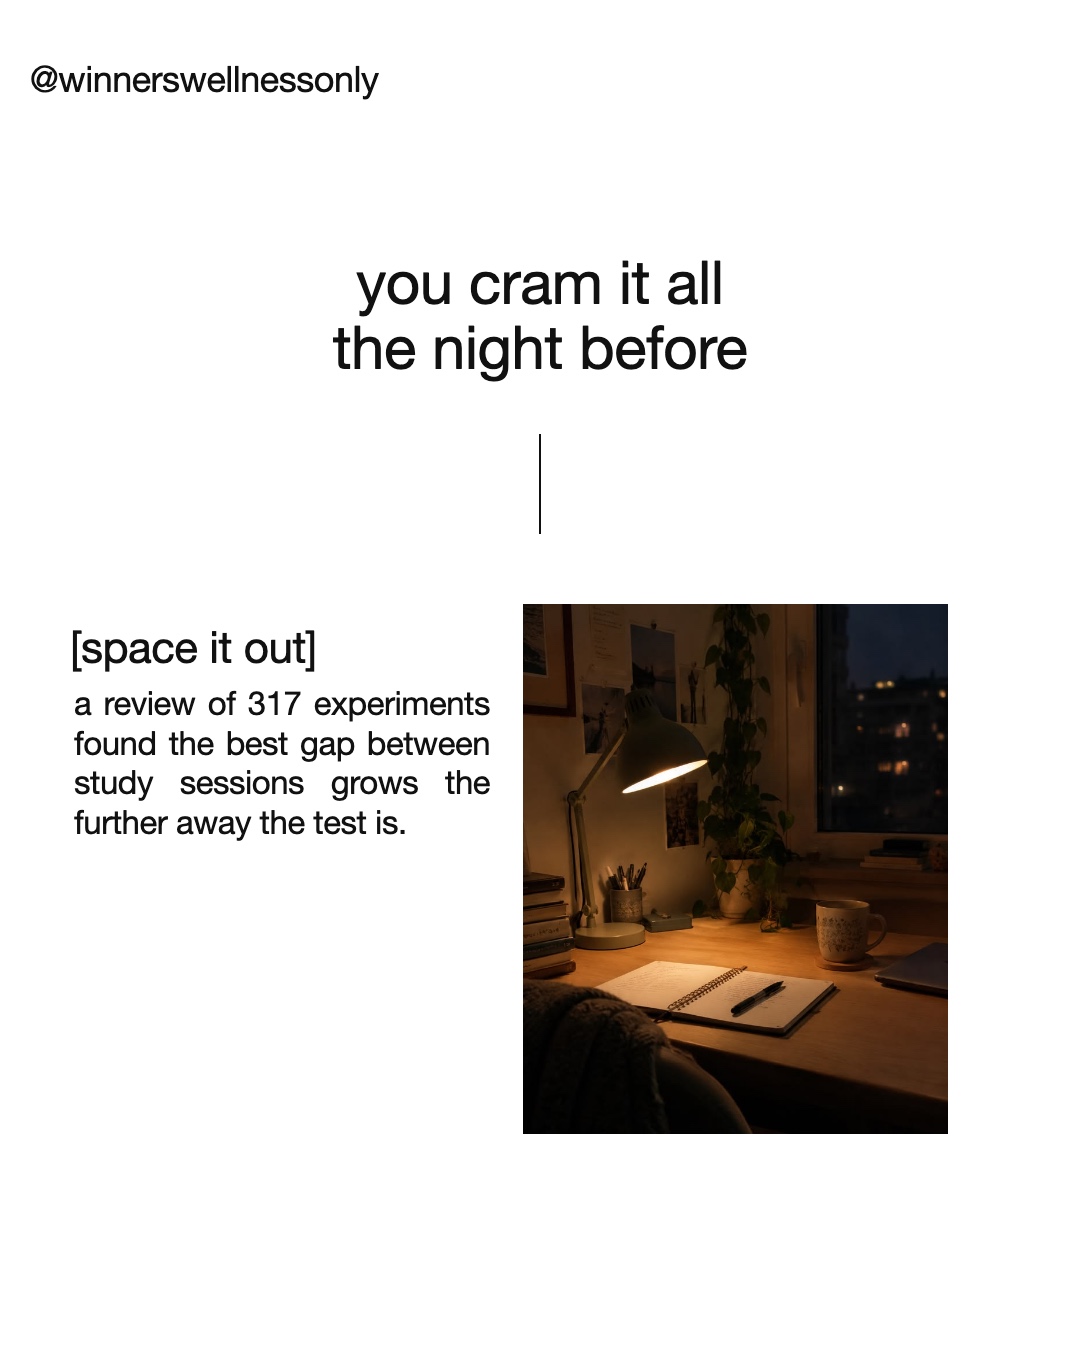 @winnerswellnessonly
you cram it all
the night before
[space it out]
a review of 317 experiments
found the best gap between
study sessions grows the
further away the test is.